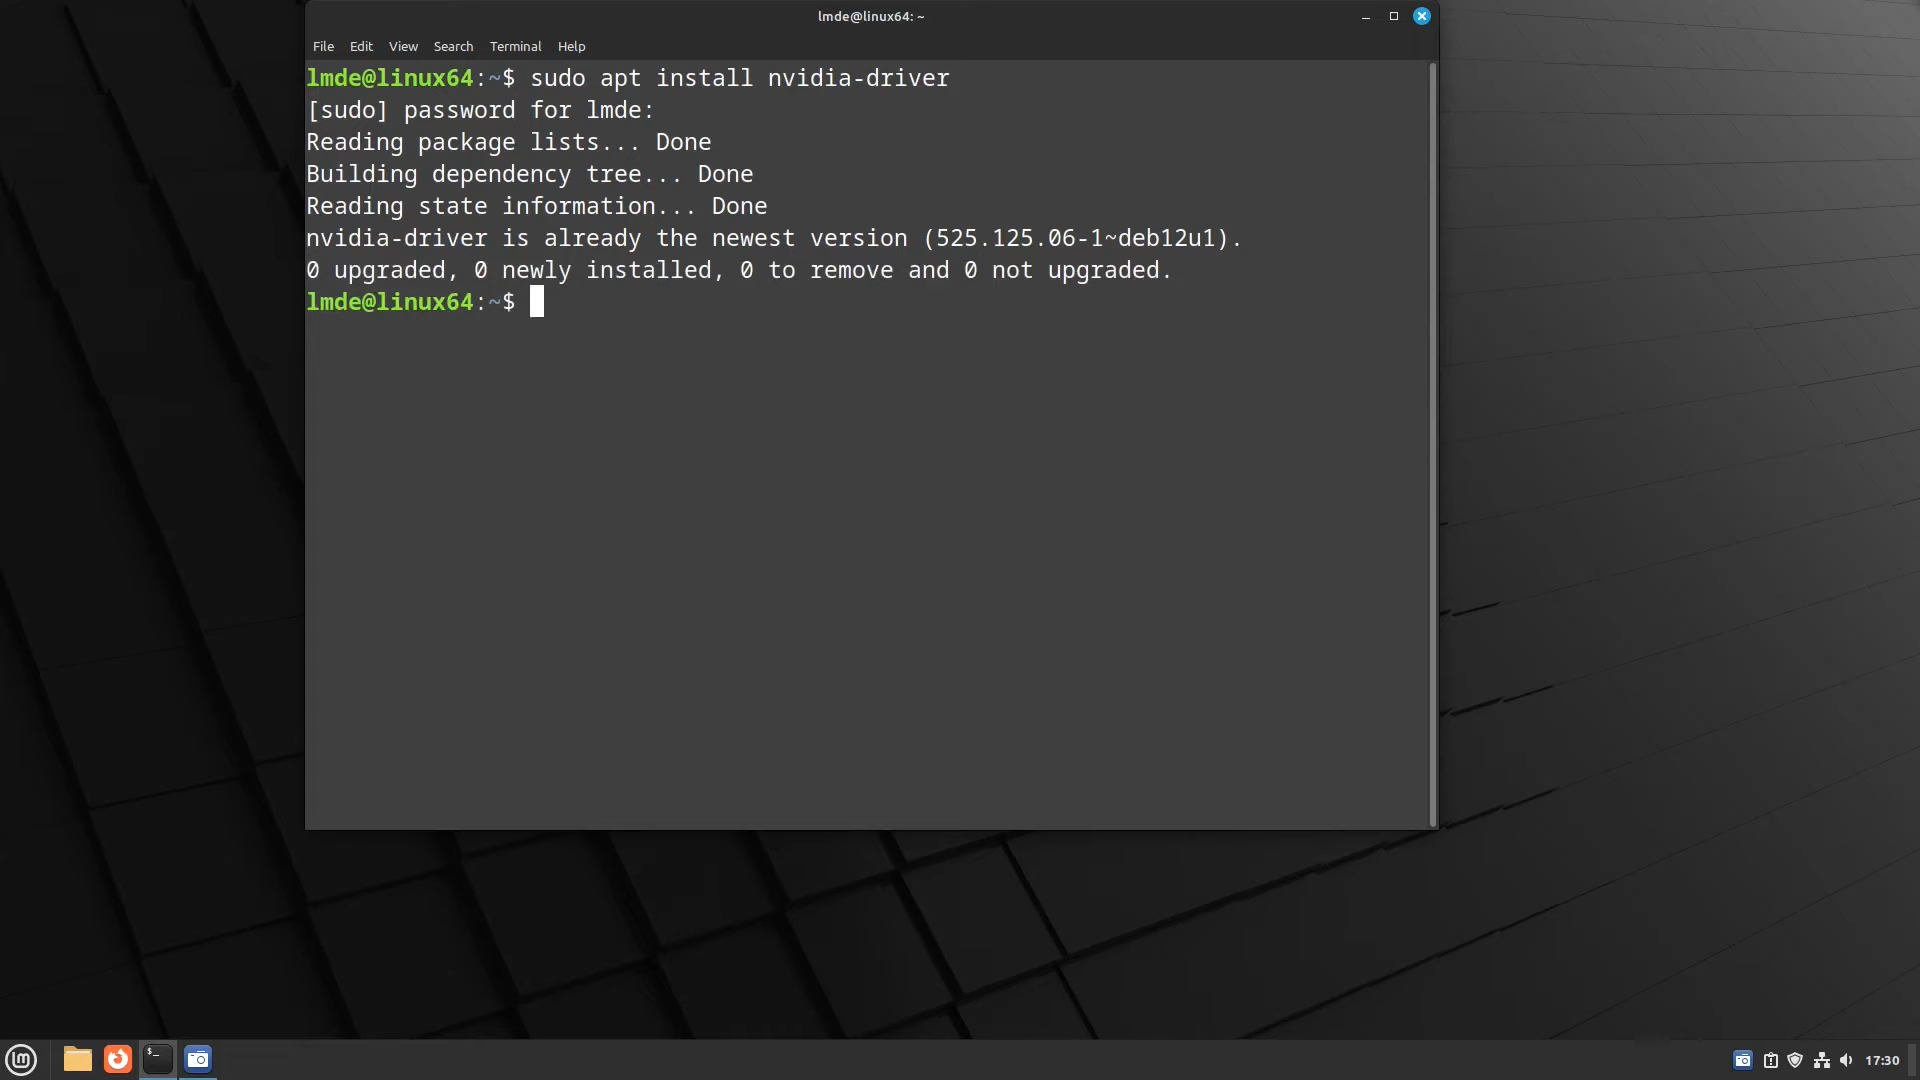 lmde@linux64: ~
File Edit View Search Terminal Help
lmde@linux64:~$ sudo apt install nvidia-driver
[sudo] password for lmde:
Reading package lists... Done
Building dependency tree... Done
Reading state information... Done
nvidia-driver is already the newest version (525.125.06-1~deb12u1).
0 upgraded, 0 newly installed, 0 to remove and 0 not upgraded.
lmde@linux64:~$
lm $_ 17:30